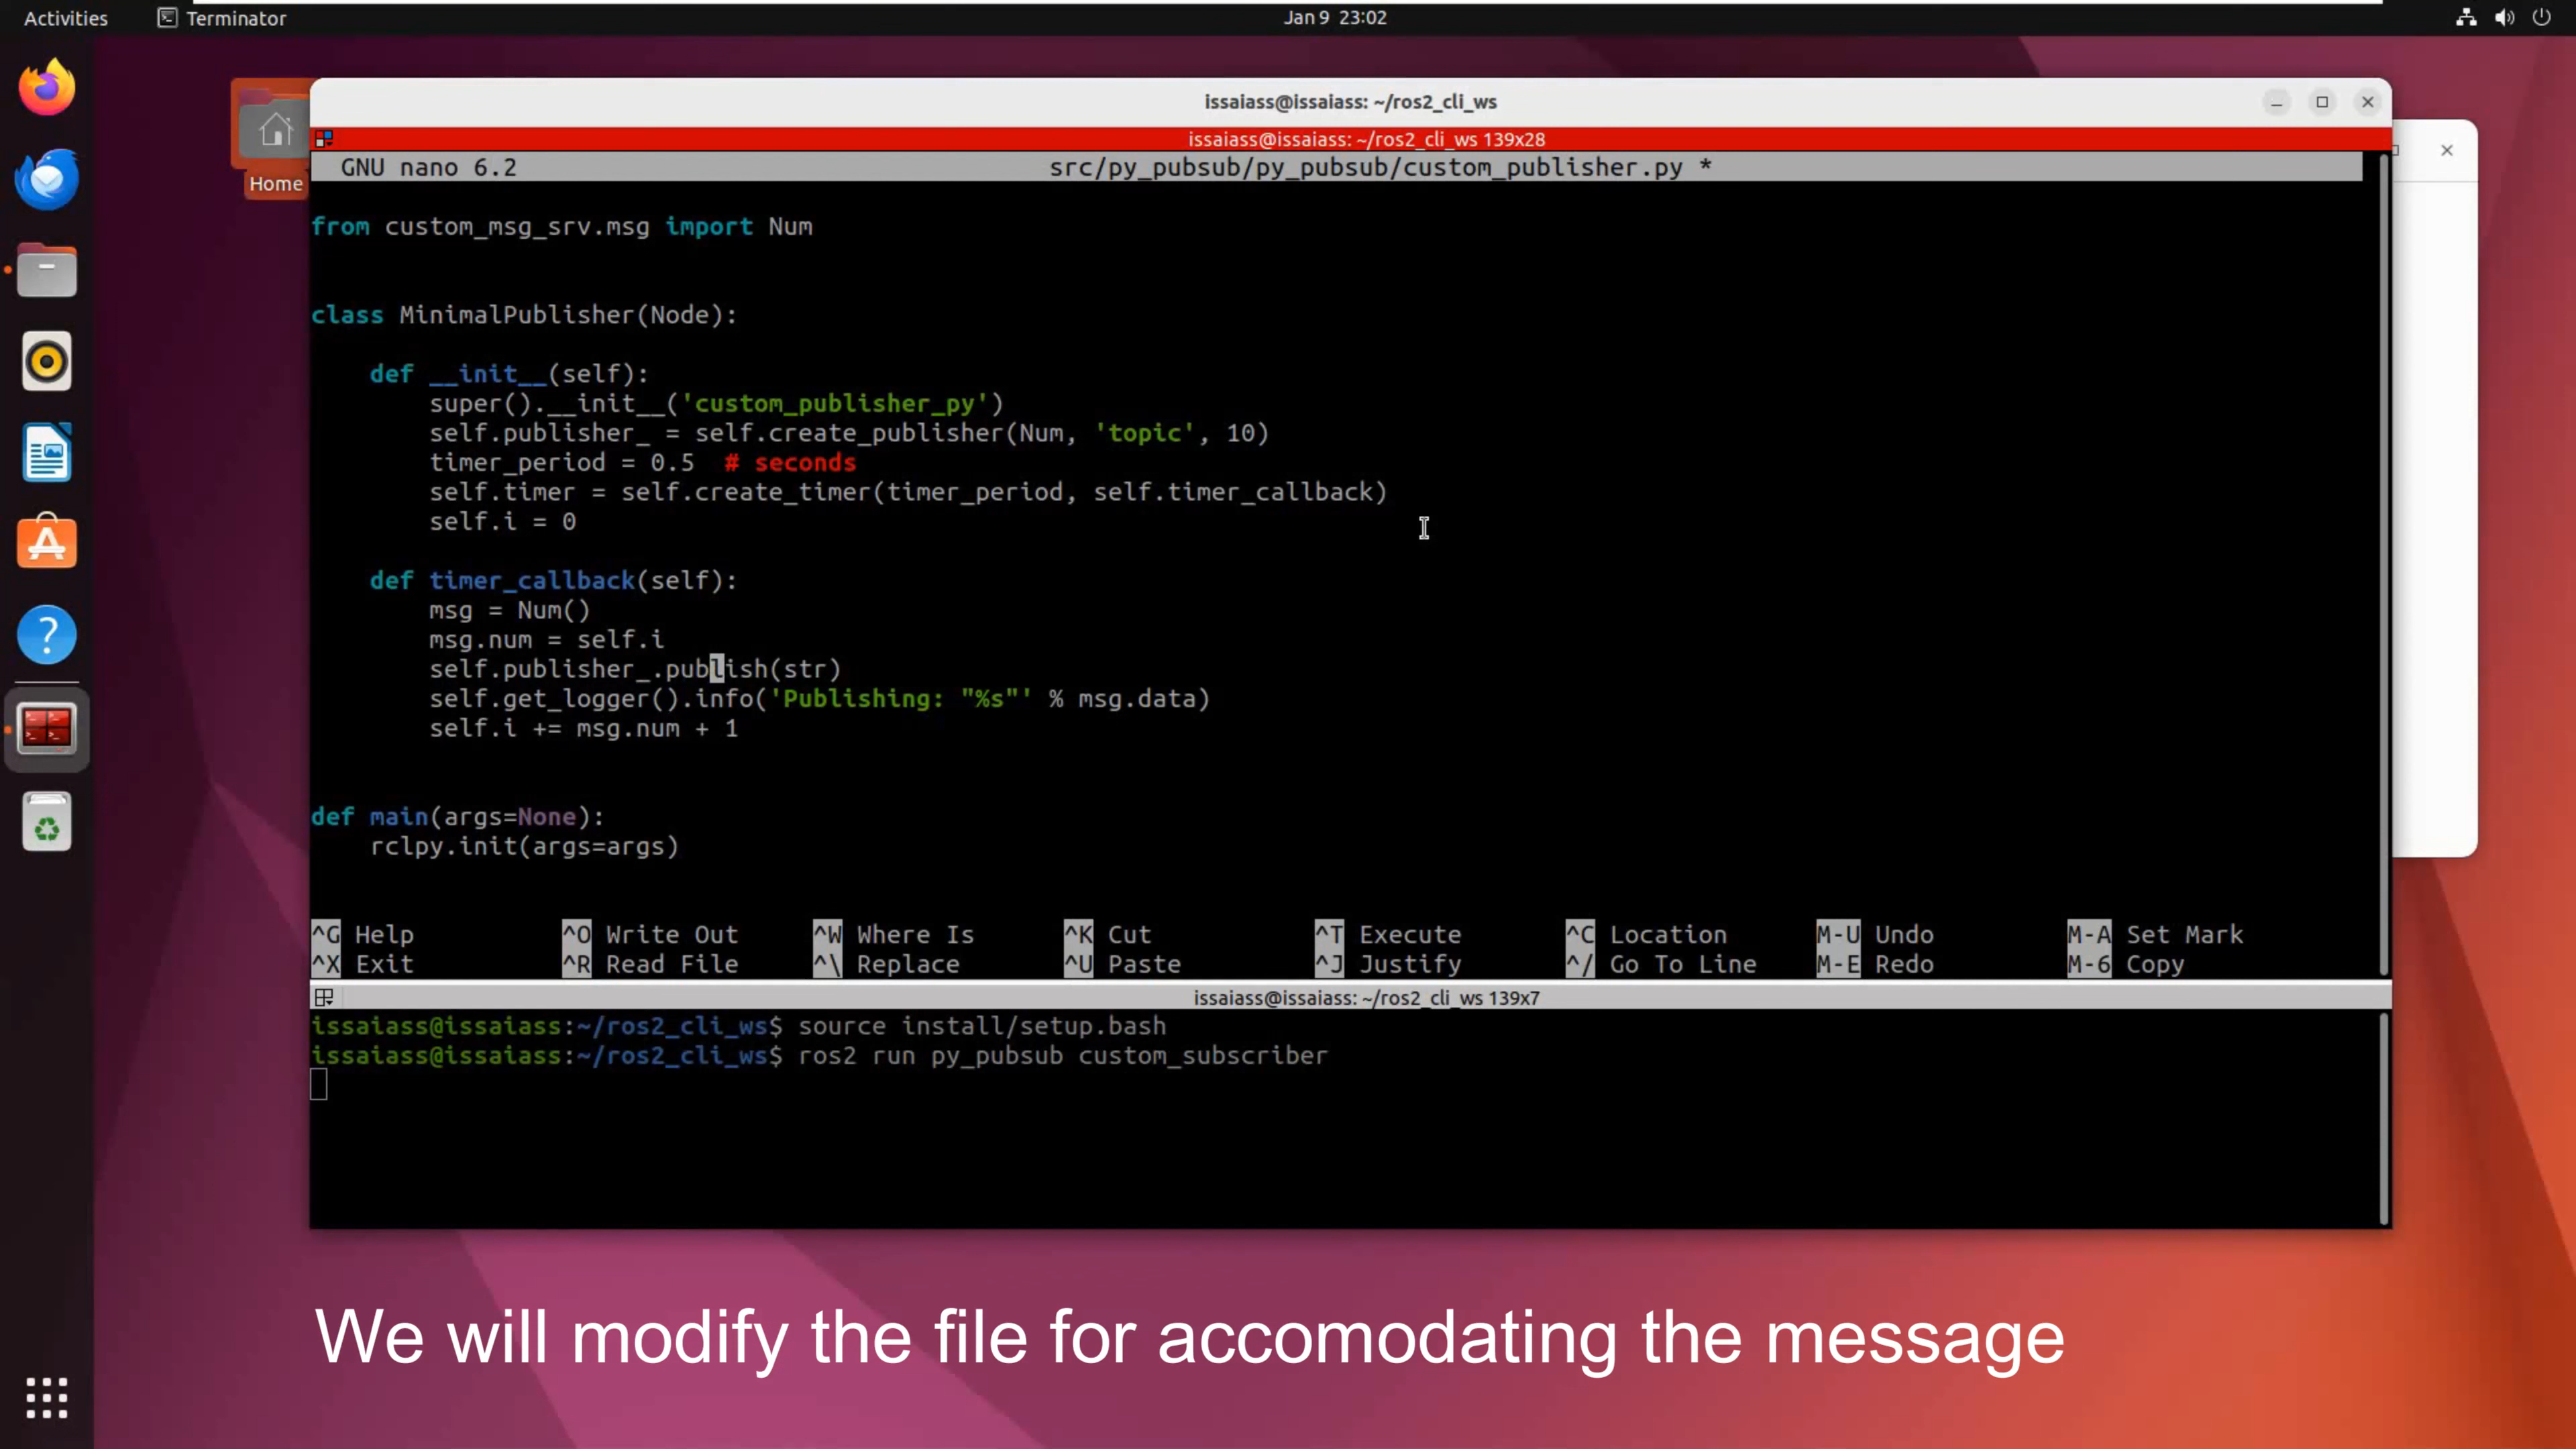 Activities Terminator Jan 9 23:02
issaiass@issaiass: ~/ros2_cli_ws
issaiass@issaiass: ~/ros2_cli_ws 139x28
Home
GNU nano 6.2 src/py_pubsub/py_pubsub/custom_publisher.py *
from custom_msg_srv.msg import Num
class MinimalPublisher(Node):
def __init__(self):
super().__init__('custom_publisher_py')
self.publisher_ = self.create_publisher(Num, 'topic', 10)
timer_period = 0.5 # seconds
self.timer = self.create_timer(timer_period, self.timer_callback)
self.i = 0
def timer_callback(self):
msg = Num()
msg.num = self.i
self.publisher_.publish(str)
self.get_logger().info('Publishing: "%s"' % msg.data)
self.i += msg.num + 1
def main(args=None):
rclpy.init(args=args)
^G Help ^O Write Out ^W Where Is ^K Cut ^T Execute ^C Location M-U Undo M-A Set Mark
^X Exit ^R Read File ^\ Replace ^U Paste ^J Justify ^/ Go To Line M-E Redo M-6 Copy
issaiass@issaiass: ~/ros2_cli_ws 139x7
issaiass@issaiass:~/ros2_cli_ws$ source install/setup.bash
issaiass@issaiass:~/ros2_cli_ws$ ros2 run py_pubsub custom_subscriber
We will modify the file for accomodating the message